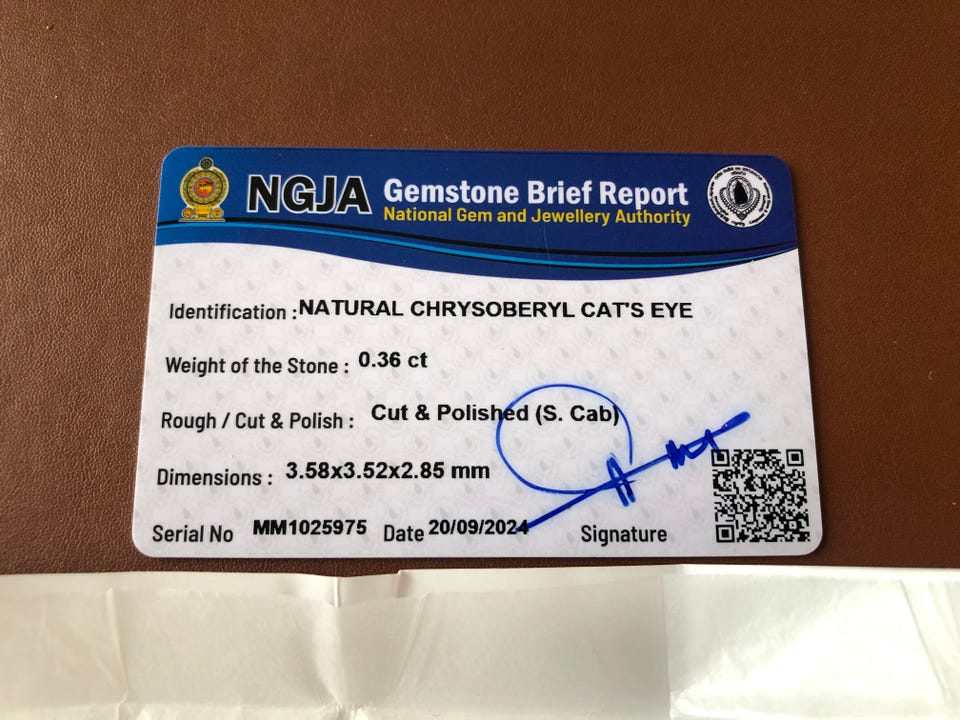 NGJA Gemstone Brief Report
National Gem and Jewellery Authority
Identification : NATURAL CHRYSOBERYL CAT'S EYE
Weight of the Stone : 0.36 ct
Rough / Cut & Polish : Cut & Polished (S. Cab)
Dimensions : 3.58x3.52x2.85 mm
Serial No MM1025975 Date 20/09/2024 Signature